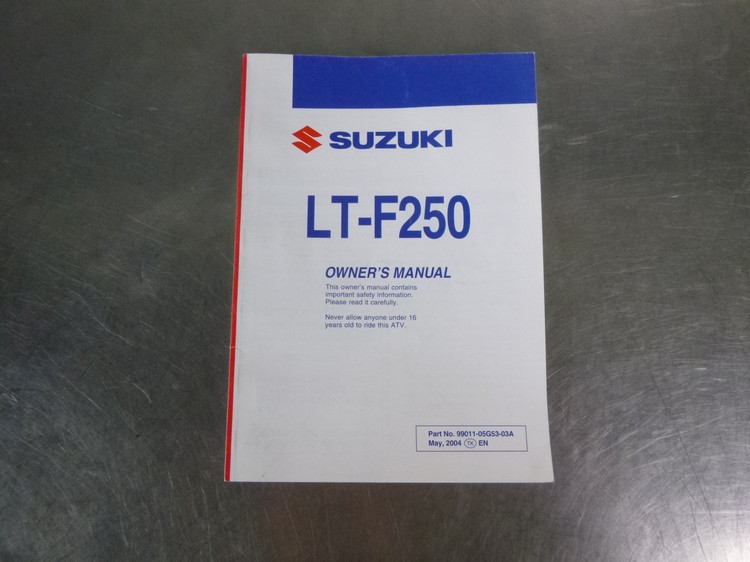 SUZUKI
LT-F250
OWNER'S MANUAL
This owner's manual contains
important safety information.
Please read it carefully.
Never allow anyone under 16
years old to ride this ATV.
Part No. 99011-05G53-03A
May, 2004 TK EN